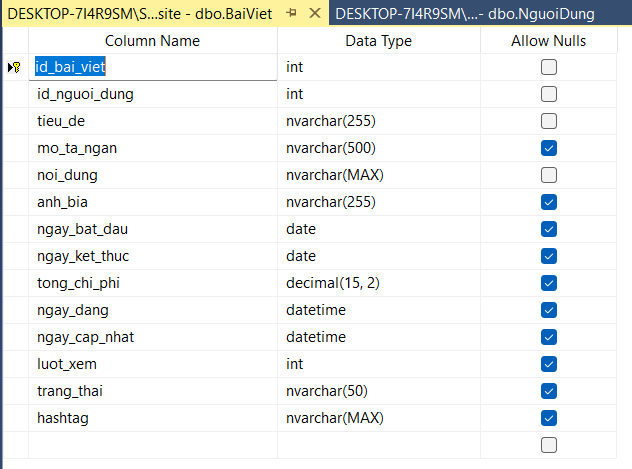 DESKTOP-7I4R9SM\S...site - dbo.BaiViet DESKTOP-7I4R9SM\...- dbo.NguoiDung
Column Name Data Type Allow Nulls
id_bai_viet int
id_nguoi_dung int
tieu_de nvarchar(255)
mo_ta_ngan nvarchar(500)
noi_dung nvarchar(MAX)
anh_bia nvarchar(255)
ngay_bat_dau date
ngay_ket_thuc date
tong_chi_phi decimal(15, 2)
ngay_dang datetime
ngay_cap_nhat datetime
luot_xem int
trang_thai nvarchar(50)
hashtag nvarchar(MAX)